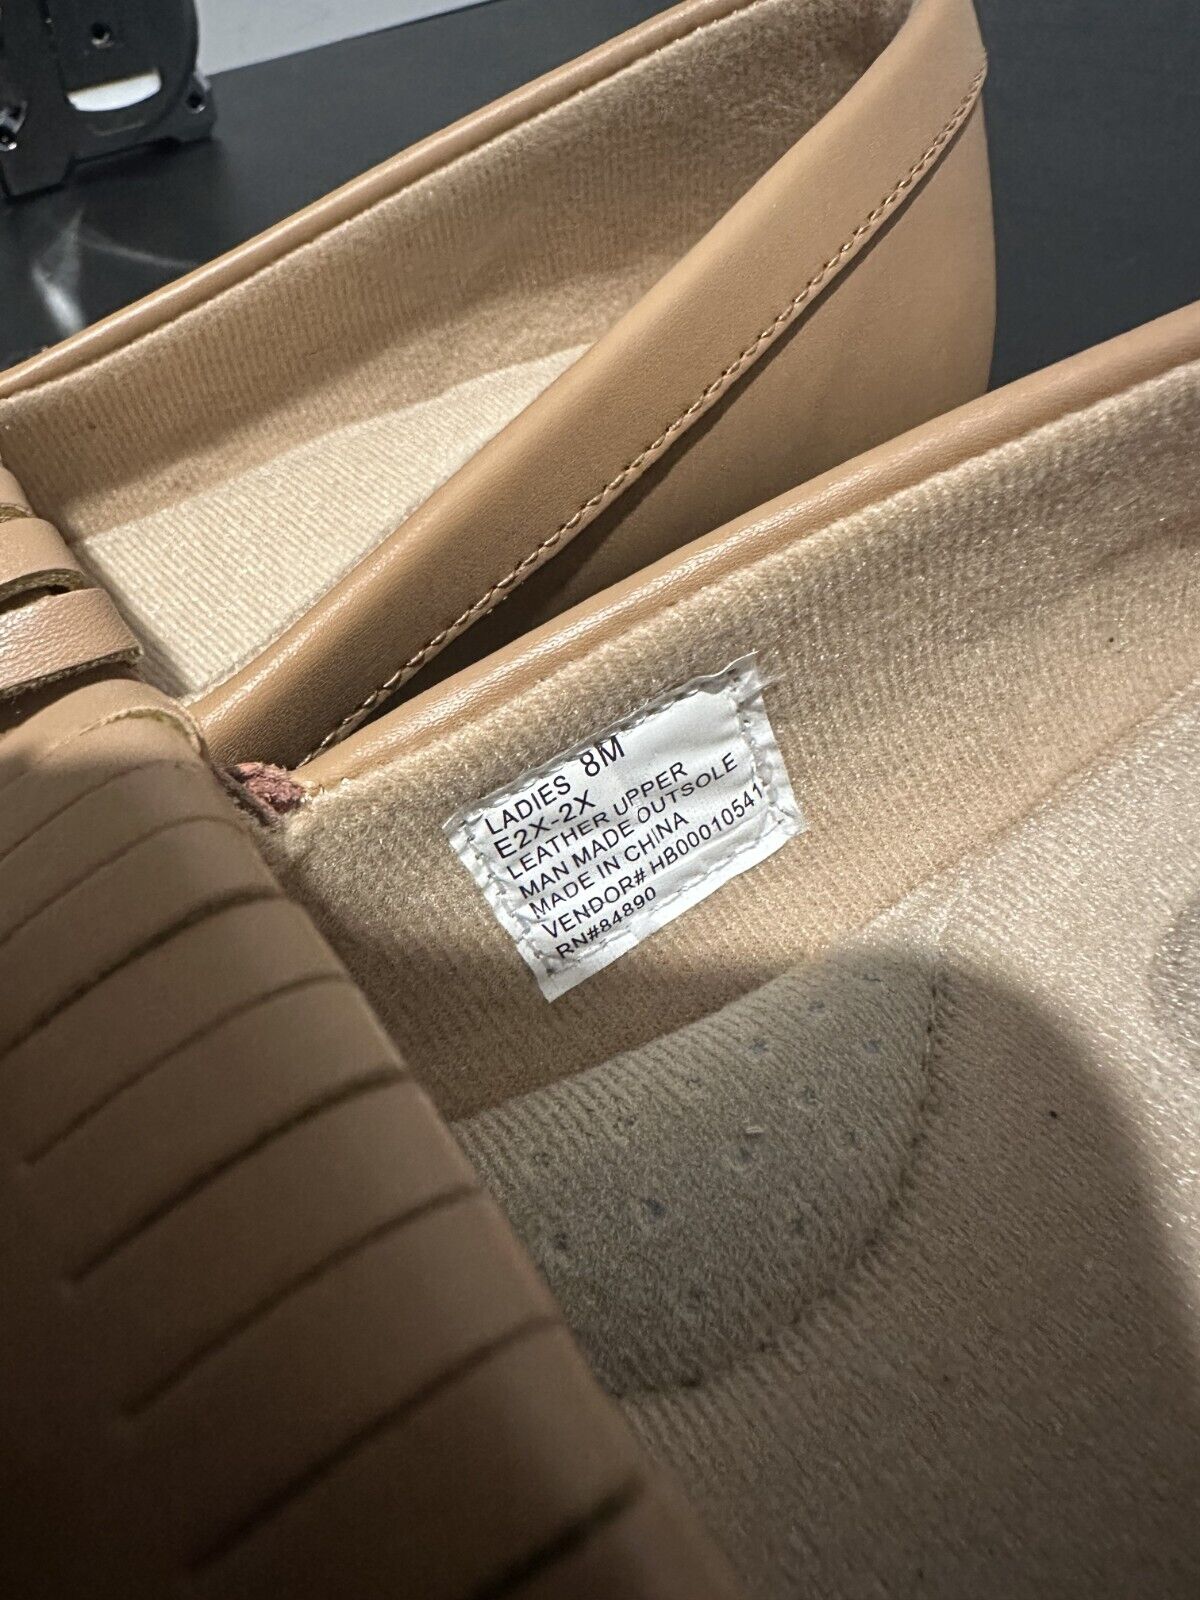 LADIES 8M
E2X-2X
LEATHER UPPER
MAN MADE OUTSOLE
MADE IN CHINA
VENDOR# HB00010541
RN#84890